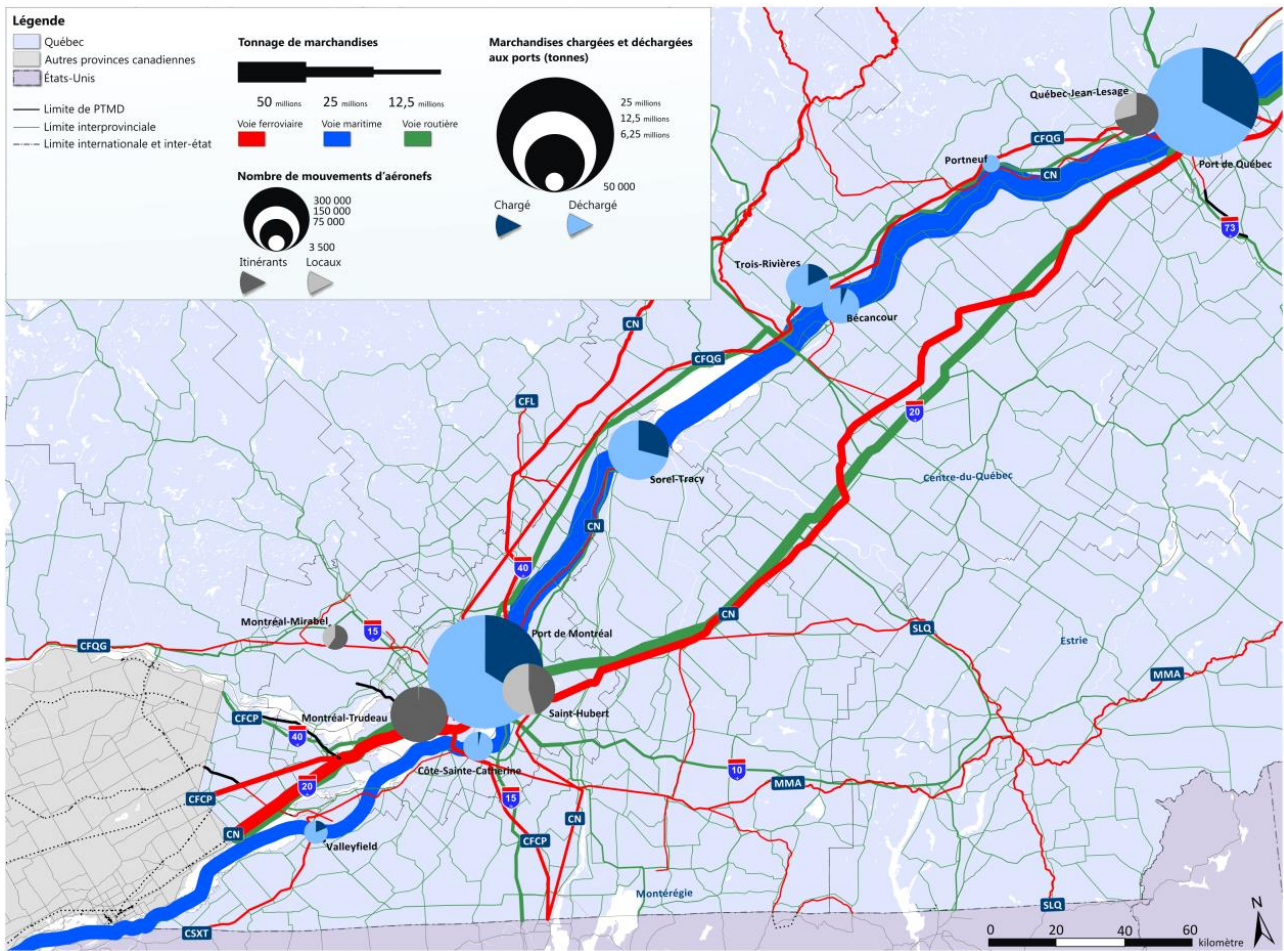 Légende
Québec
Autres provinces canadiennes
États-Unis
Limite de PTMD
Limite interprovinciale
Limite internationale et inter-état
Tonnage de marchandises
50 millions
25 millions
12,5 millions
Voie ferroviaire
Voie maritime
Voie routière
Nombre de mouvements d'aéronefs
300 000
150 000
75 000
3 500
Itinérants
Locaux
Marchandises chargées et déchargées
aux ports (tonnes)
25 millions
12,5 millions
6,25 millions
50 000
Chargé
Déchargé
Québec-Jean-Lesage
CFQG
Portneuf
CN
Port de Québec
73
Trois-Rivières
Bécancour
CN
CFQG
CFL
20
Sorel-Tracy
Centre-du-Québec
CN
40
Montréal-Mirabel
15
Port de Montréal
CN
SLQ
Estrie
CFQG
MMA
Saint-Hubert
CFCP
Montréal-Trudeau
40
Côte-Sainte-Catherine
10
20
MMA
CFCP
15
CN
CN
Valleyfield
CFCP
Montérégie
SLQ
CSXT
N
0
20
40
60
kilomètre